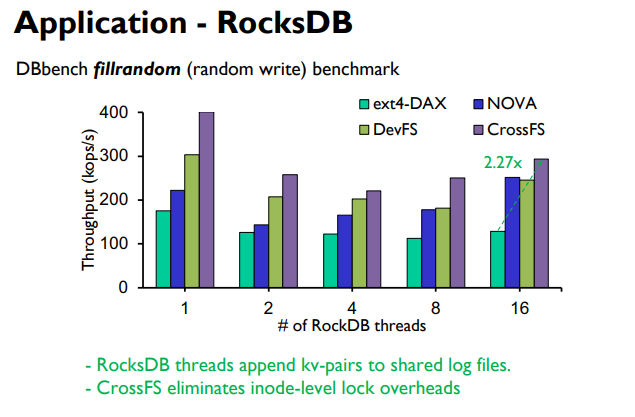 Application - RocksDB
DBbench fillrandom (random write) benchmark
ext4-DAX NOVA
DevFS CrossFS
Throughput (kops/s)
400
300
200
100
0
2.27x
1 2 4 8 16
# of RockDB threads
- RocksDB threads append kv-pairs to shared log files.
- CrossFS eliminates inode-level lock overheads